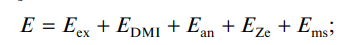 E = E_ex + E_DMI + E_an + E_Ze + E_ms;